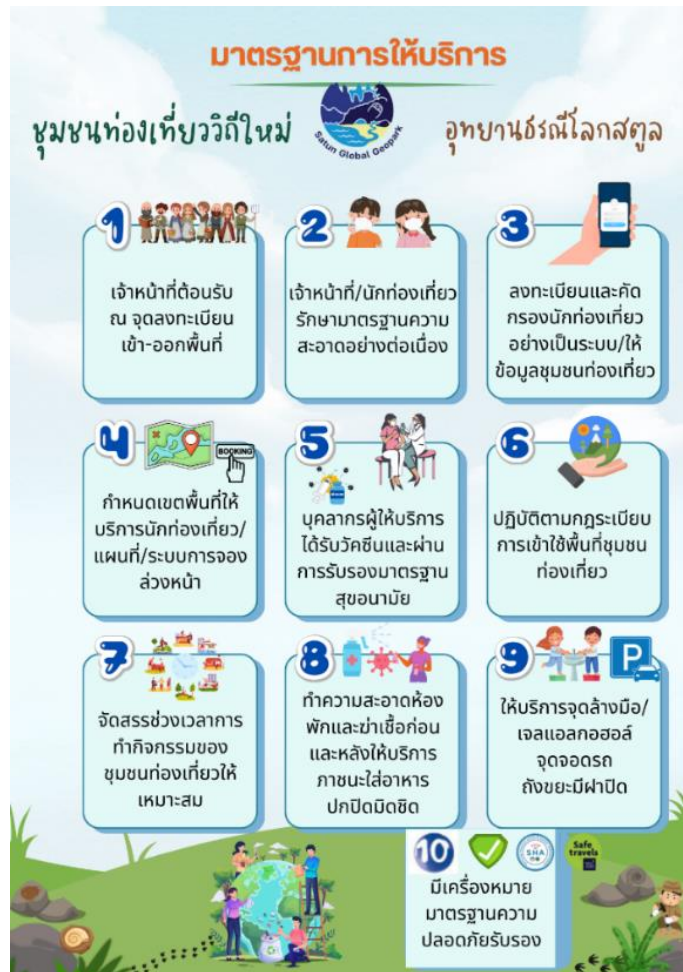 มาตรฐานการให้บริการ
ชุมชนท่องเที่ยววิถีใหม่
Satun Global Geopark
อุทยานธรณีโลกสตูล
1
เจ้าหน้าที่ต้อนรับ
ณ จุดลงทะเบียน
เข้า-ออกพื้นที่
2
เจ้าหน้าที่/นักท่องเที่ยว
รักษามาตรฐานความ
สะอาดอย่างต่อเนื่อง
3
ลงทะเบียนและคัด
กรองนักท่องเที่ยว
อย่างเป็นระบบ/ให้
ข้อมูลชุมชนท่องเที่ยว
4
BOOKING
กำหนดเขตพื้นที่ให้
บริการนักท่องเที่ยว/
แผนที่/ระบบการจอง
ล่วงหน้า
5
บุคลากรผู้ให้บริการ
ได้รับวัคซีนและผ่าน
การรับรองมาตรฐาน
สุขอนามัย
6
ปฏิบัติตามกฎระเบียบ
การเข้าใช้พื้นที่ชุมชน
ท่องเที่ยว
7
จัดสรรช่วงเวลาการ
ทำกิจกรรมของ
ชุมชนท่องเที่ยวให้
เหมาะสม
8
ทำความสะอาดห้อง
พักและฆ่าเชื้อก่อน
และหลังให้บริการ
ภาชนะใส่อาหาร
ปกปิดมิดชิด
9
P
ให้บริการจุดล้างมือ/
เจลแอลกอฮอล์
จุดจอดรถ
ถังขยะมีฝาปิด
10
SHA
Safe
travels
มีเครื่องหมาย
มาตรฐานความ
ปลอดภัยรับรอง